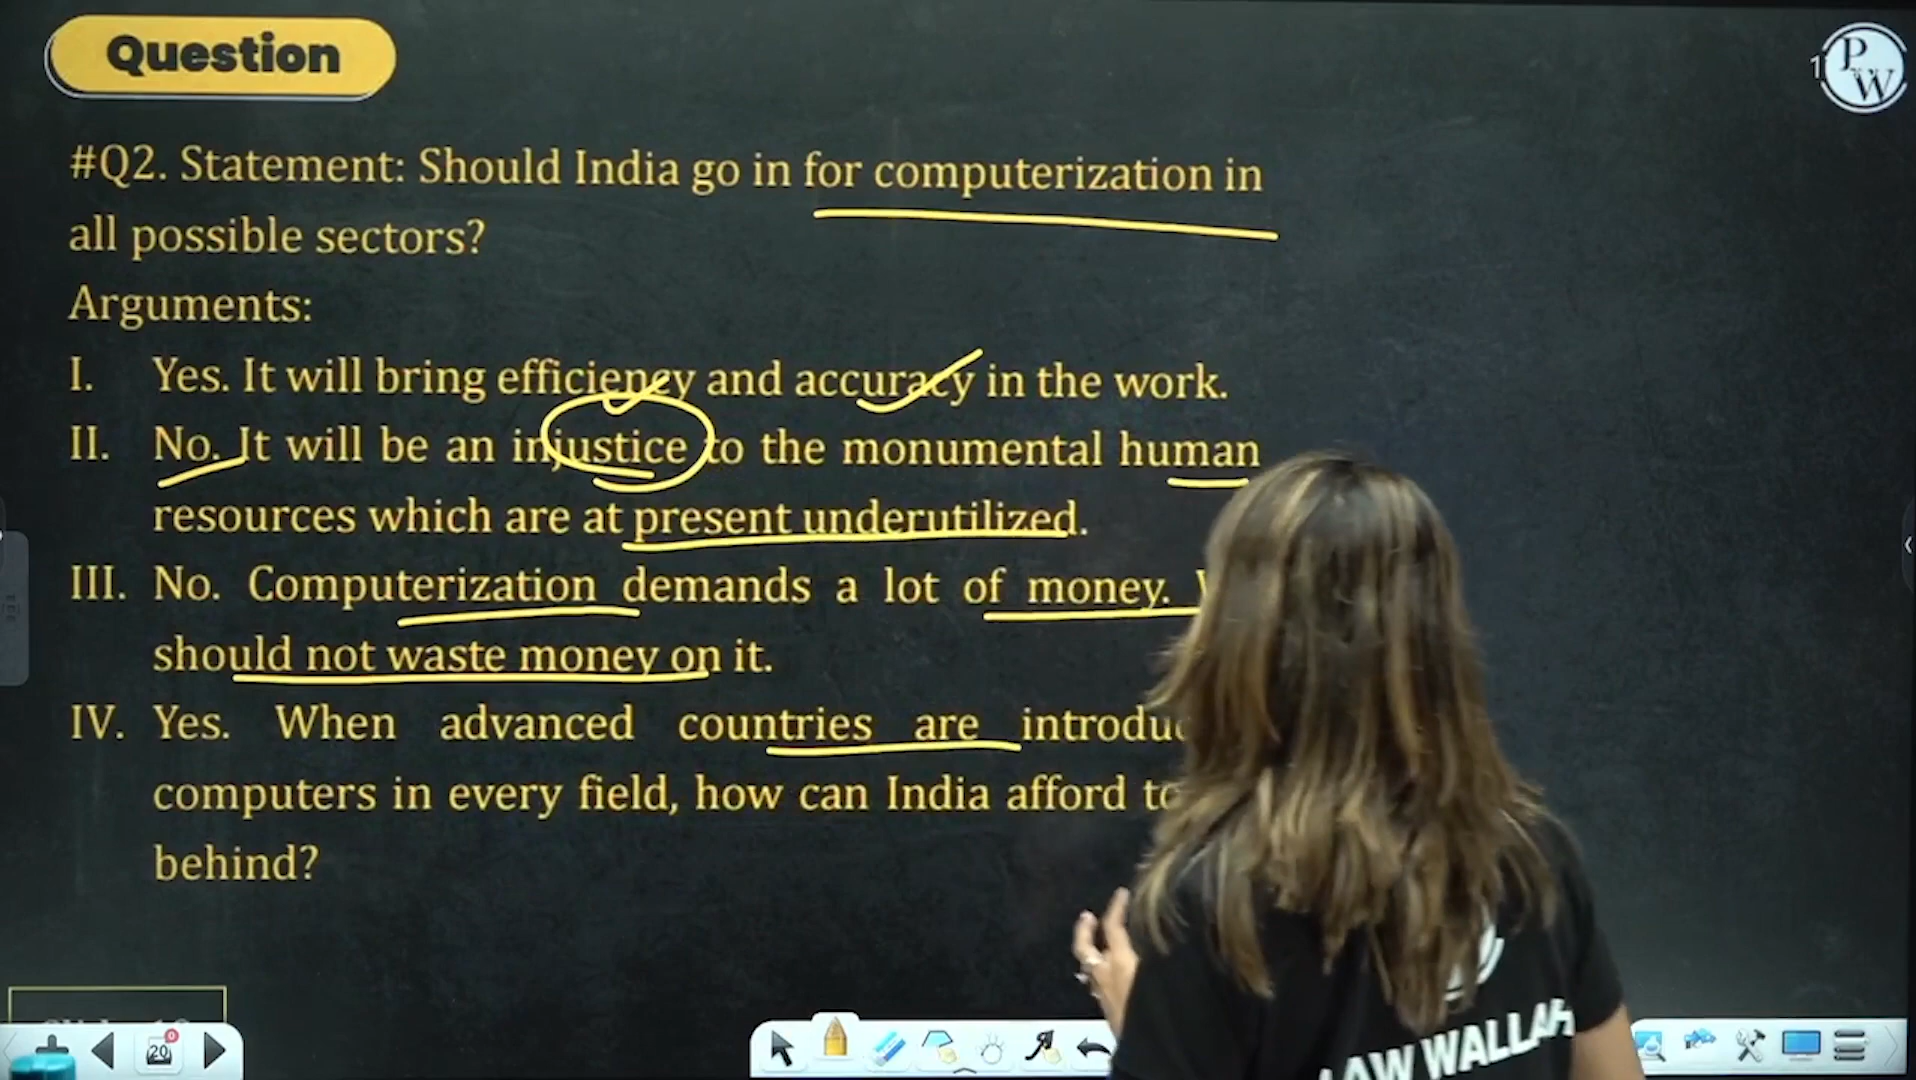 Question
P
W
#Q2. Statement: Should India go in for computerization in
all possible sectors?
Arguments:
I. Yes. It will bring efficiency and accuracy in the work.
II. No. It will be an injustice to the monumental human
resources which are at present underutilized.
III. No. Computerization demands a lot of money.
should not waste money on it.
IV. Yes. When advanced countries are
computers in every field, how can India afford
behind?
20
0
LAW WALLAH